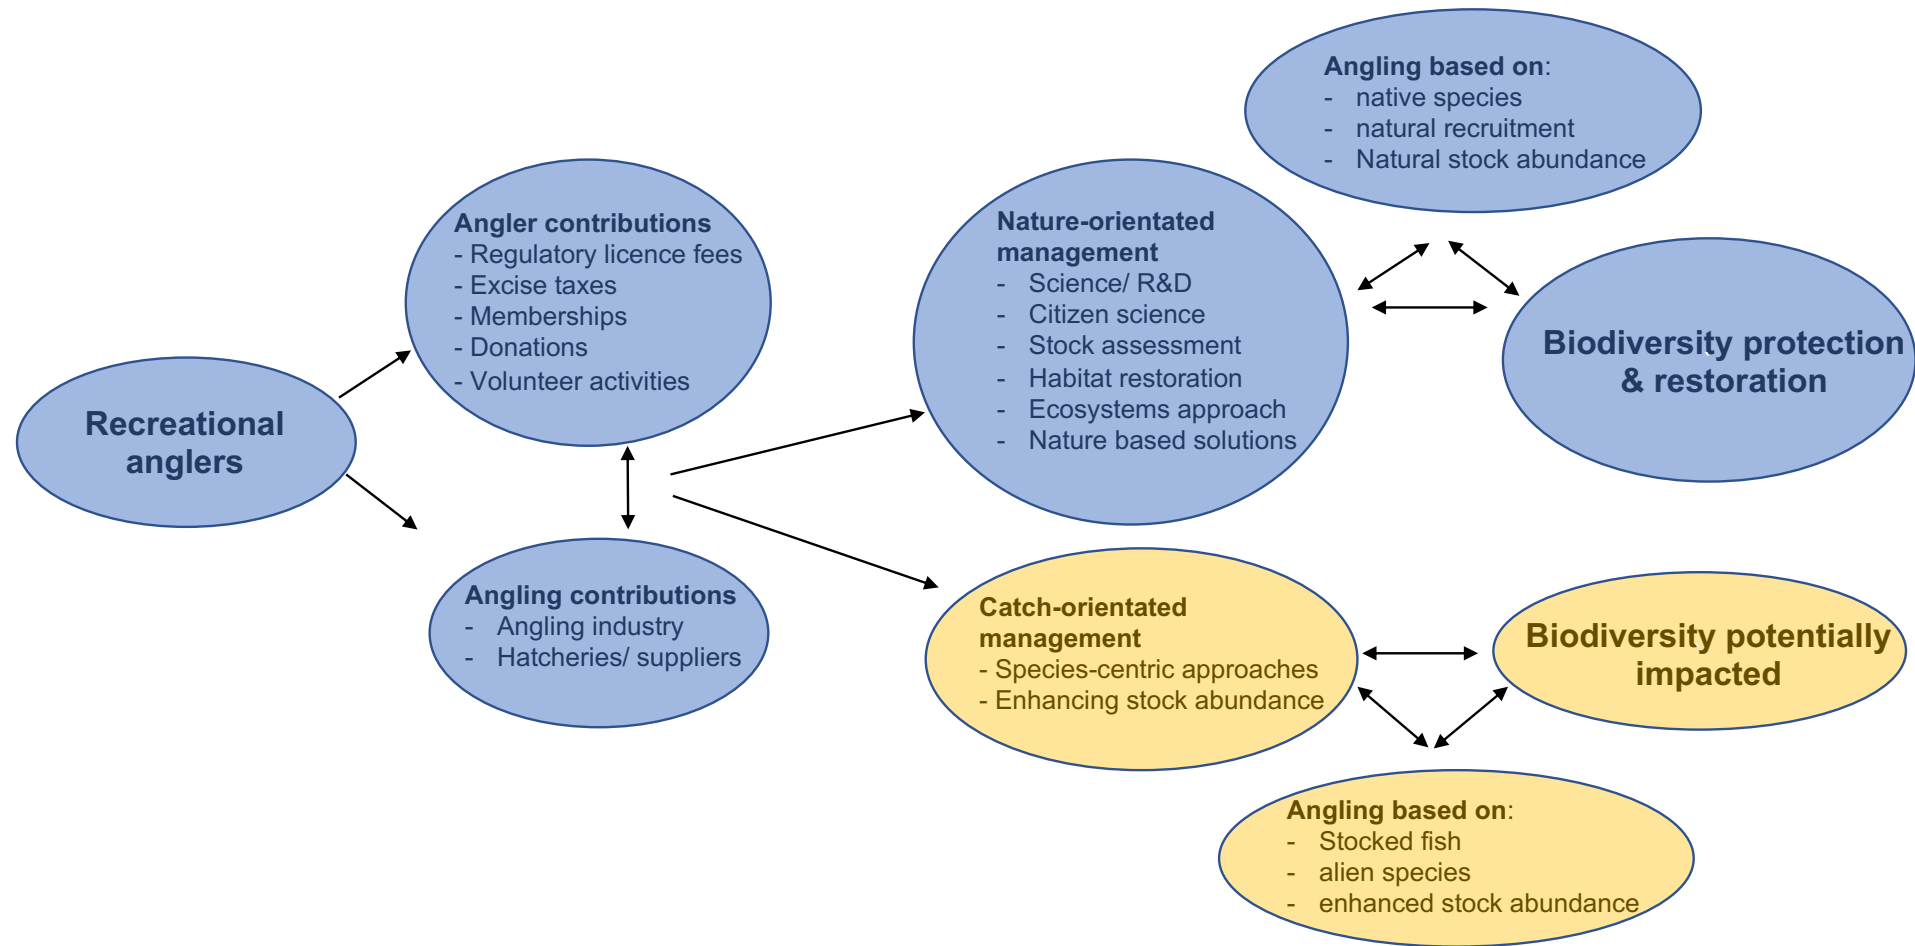 Recreational
anglers
Angler contributions
- Regulatory licence fees
- Excise taxes
- Memberships
- Donations
- Volunteer activities
Angling contributions
- Angling industry
- Hatcheries/ suppliers
Nature-orientated
management
- Science/ R&D
- Citizen science
- Stock assessment
- Habitat restoration
- Ecosystems approach
- Nature based solutions
Angling based on:
- native species
- natural recruitment
- Natural stock abundance
Biodiversity protection
& restoration
Catch-orientated
management
- Species-centric approaches
- Enhancing stock abundance
Biodiversity potentially
impacted
Angling based on:
- Stocked fish
- alien species
- enhanced stock abundance